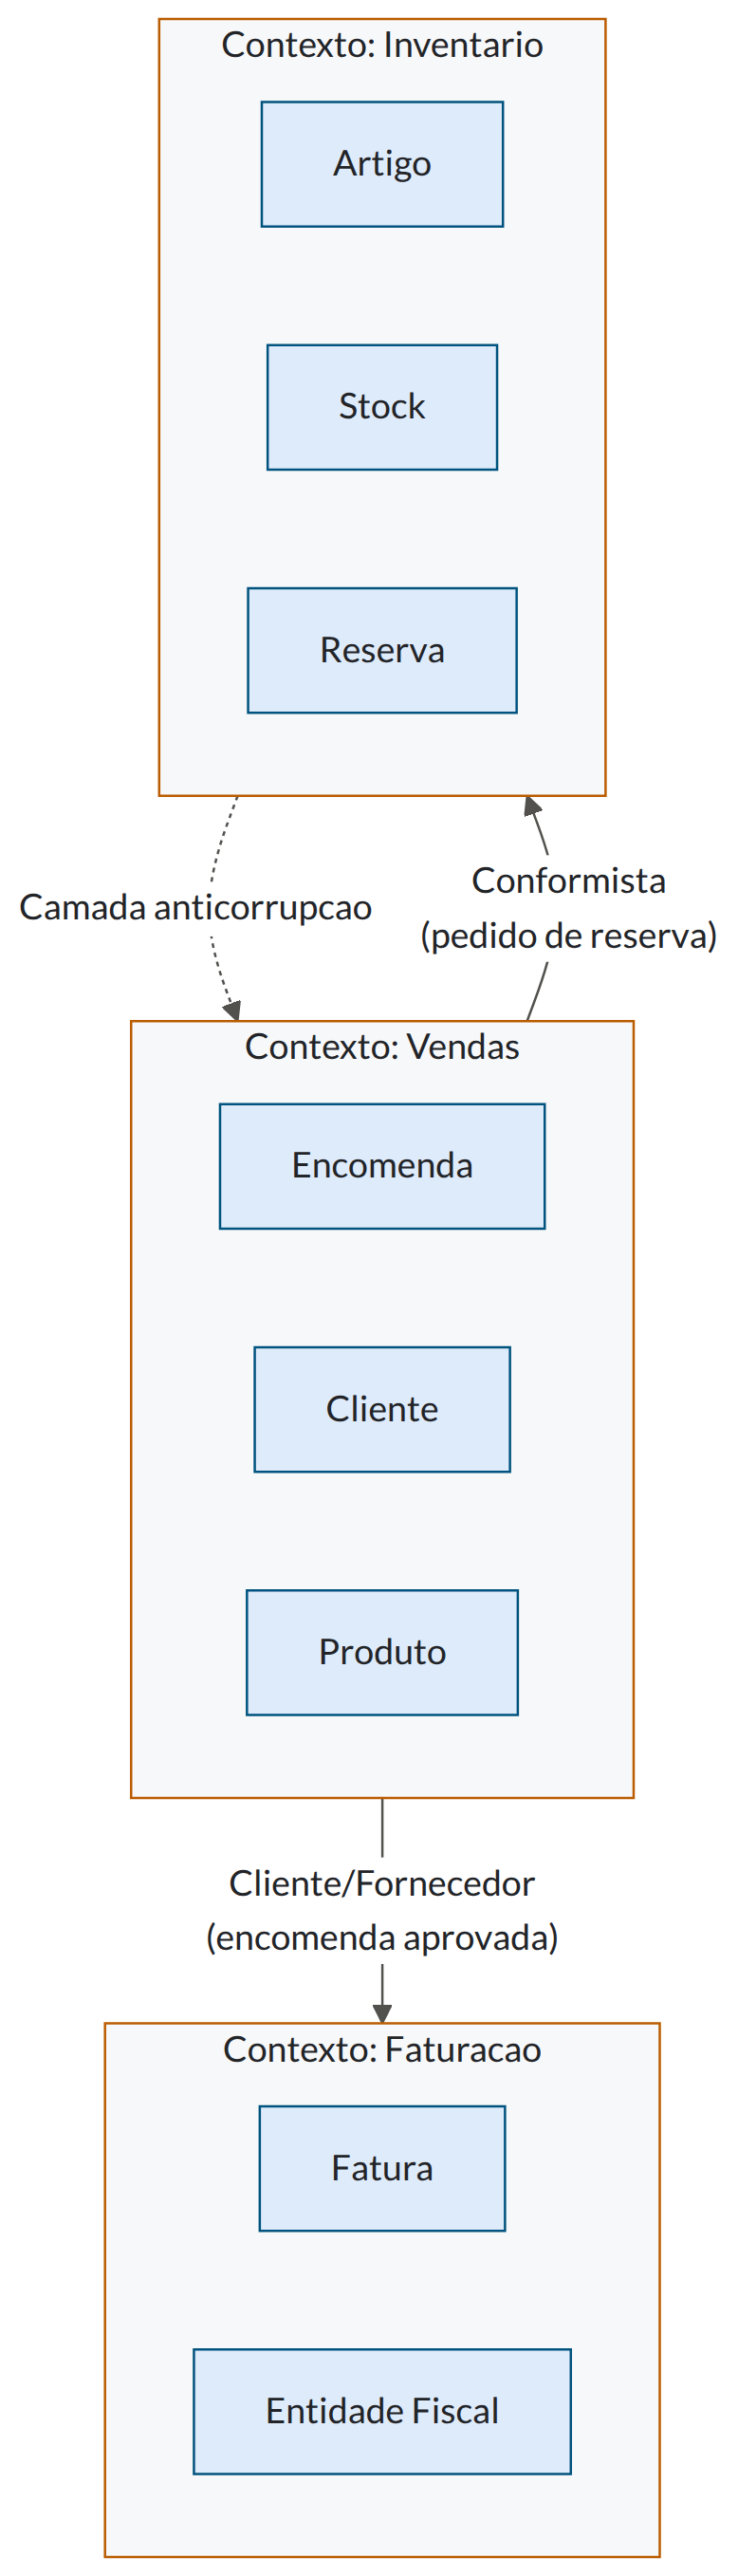 Contexto: Inventario
Artigo
Stock
Reserva
Camada anticorrupcao
Conformista
(pedido de reserva)
Contexto: Vendas
Encomenda
Cliente
Produto
Cliente/Fornecedor
(encomenda aprovada)
Contexto: Faturacao
Fatura
Entidade Fiscal